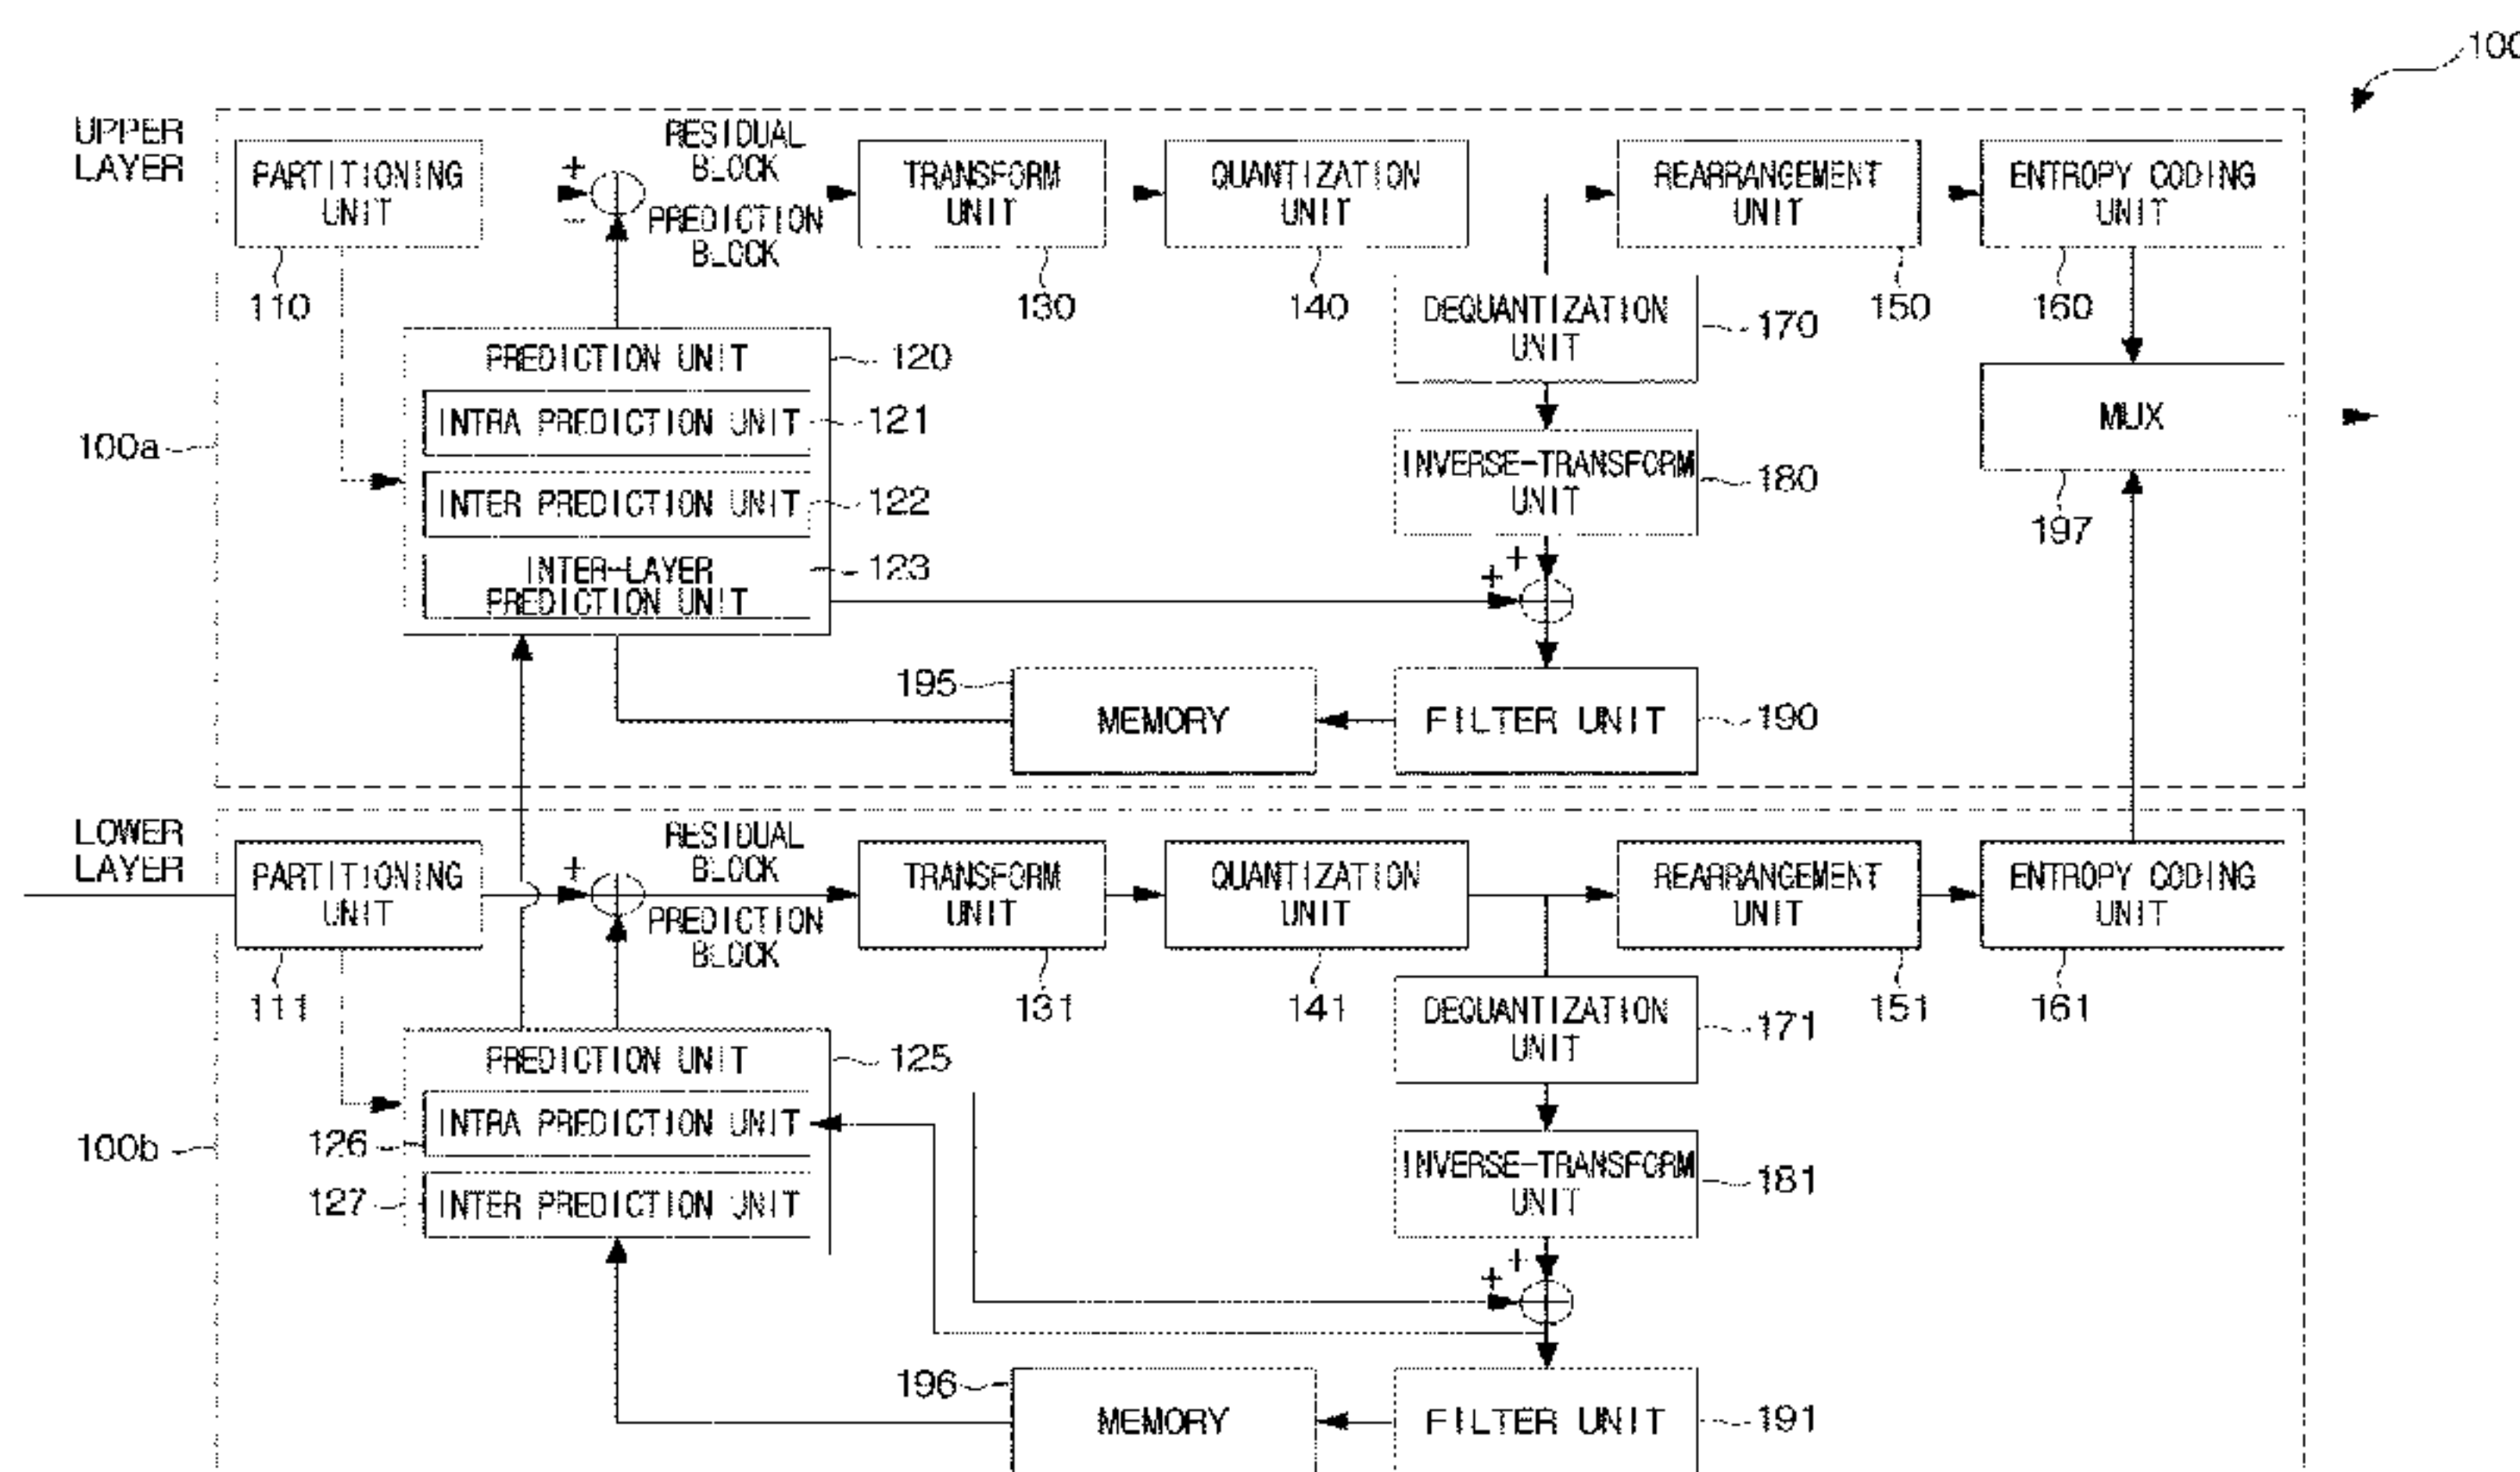 100
UPPER
LAYER
PARTITIONING
UNIT
110
+
−
RESIDUAL
BLOCK
PREDICTION
BLOCK
TRANSFORM
UNIT
130
QUANTIZATION
UNIT
140
REARRANGEMENT
UNIT
150
ENTROPY CODING
UNIT
160
DEQUANTIZATION
UNIT
170
PREDICTION UNIT
120
INTRA PREDICTION UNIT
121
INTER PREDICTION UNIT
122
INTER-LAYER
PREDICTION UNIT
123
100a
MUX
197
INVERSE-TRANSFORM
UNIT
180
+
+
195
MEMORY
FILTER UNIT
190
LOWER
LAYER
PARTITIONING
UNIT
111
+
RESIDUAL
BLOCK
PREDICTION
BLOCK
TRANSFORM
UNIT
131
QUANTIZATION
UNIT
141
REARRANGEMENT
UNIT
151
ENTROPY CODING
UNIT
161
DEQUANTIZATION
UNIT
171
PREDICTION UNIT
125
INTRA PREDICTION UNIT
126
INTER PREDICTION UNIT
127
100b
INVERSE-TRANSFORM
UNIT
181
+
+
196
MEMORY
FILTER UNIT
191